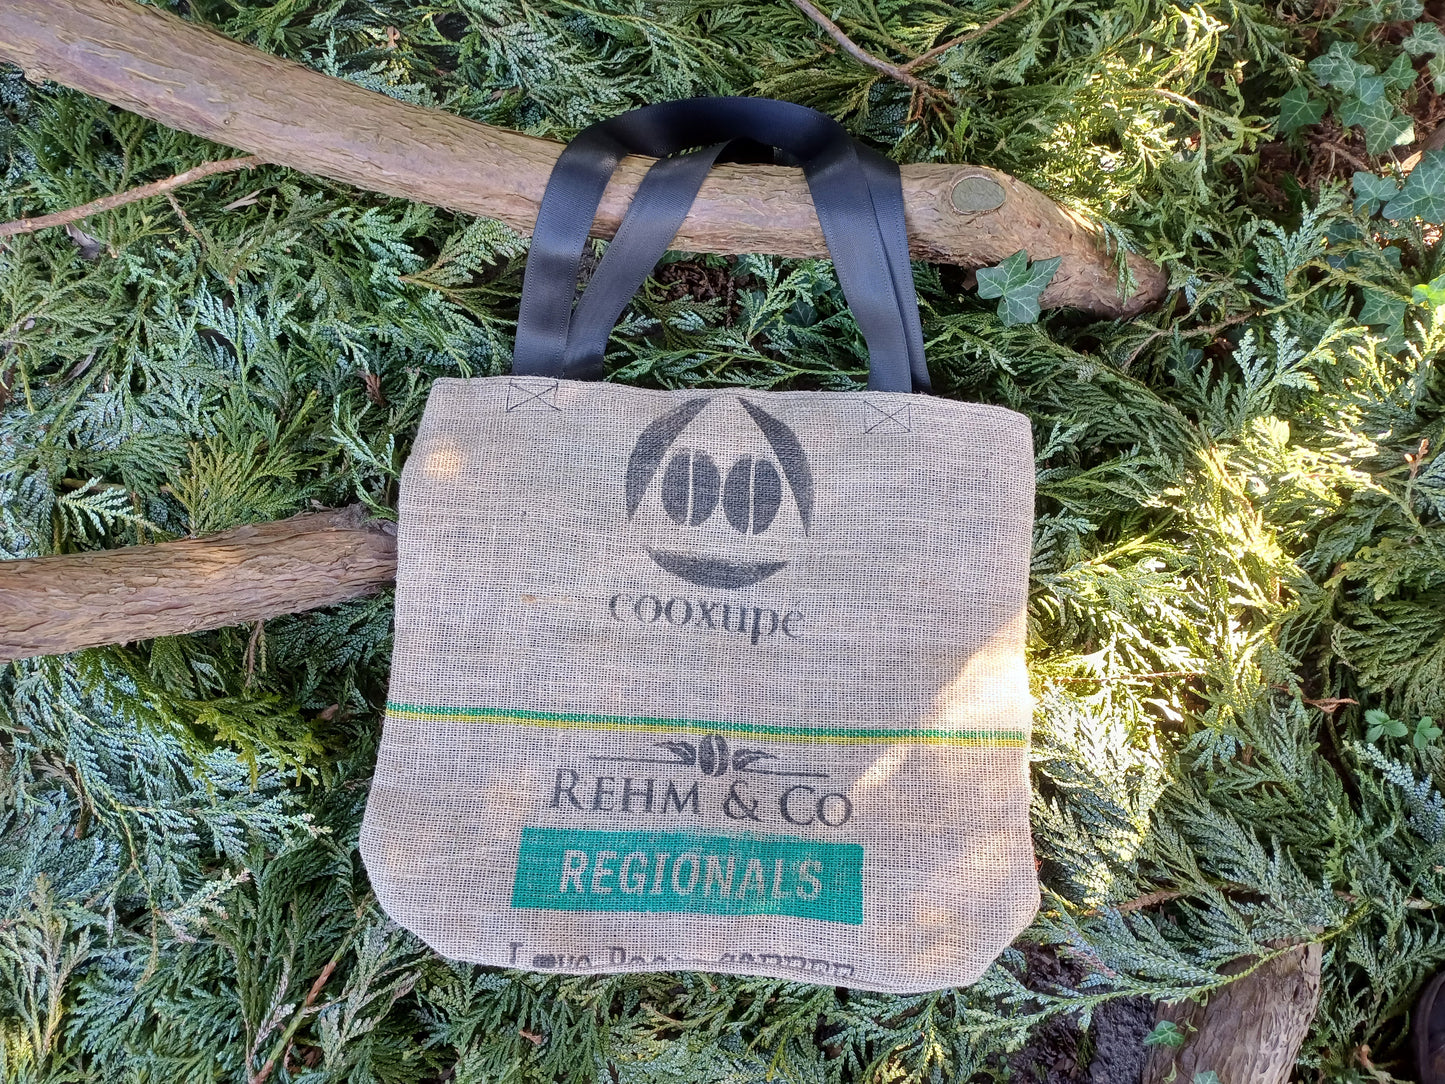 cooxupe
REHM & CO
REGIONALS